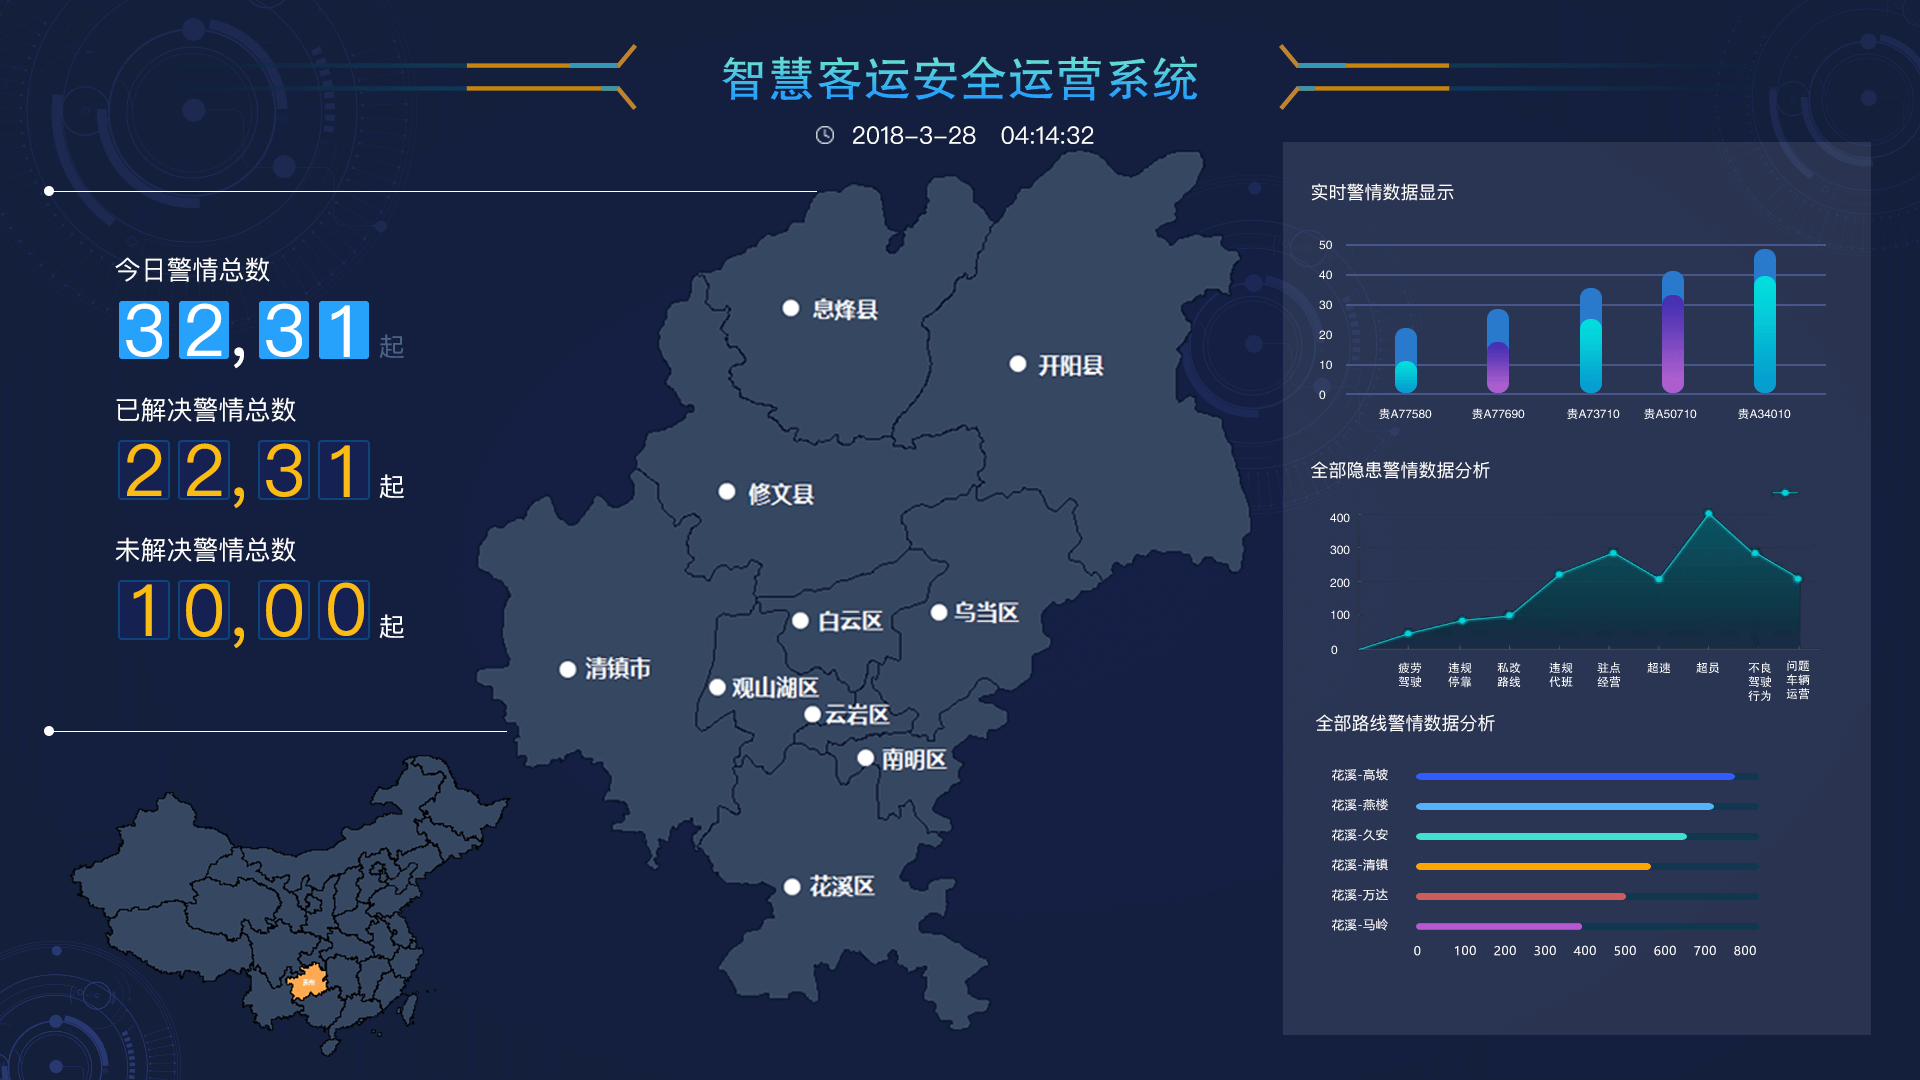 智慧客运安全运营系统
2018-3-28 04:14:32
今日警情总数
32,31 起
已解决警情总数
22,31 起
未解决警情总数
10,00 起
息烽县
开阳县
修文县
白云区
乌当区
清镇市
观山湖区
云岩区
南明区
花溪区
实时警情数据显示
50
40
30
20
10
0
贵A77580 贵A77690 贵A73710 贵A50710 贵A34010
全部隐患警情数据分析
400
300
200
100
0
疲劳驾驶
违规停靠
私改路线
违规代班
驻点经营
超速
超员
不良驾驶行为
问题车辆运营
全部路线警情数据分析
花溪-高坡
花溪-燕楼
花溪-久安
花溪-清镇
花溪-万达
花溪-马岭
0 100 200 300 400 500 600 700 800